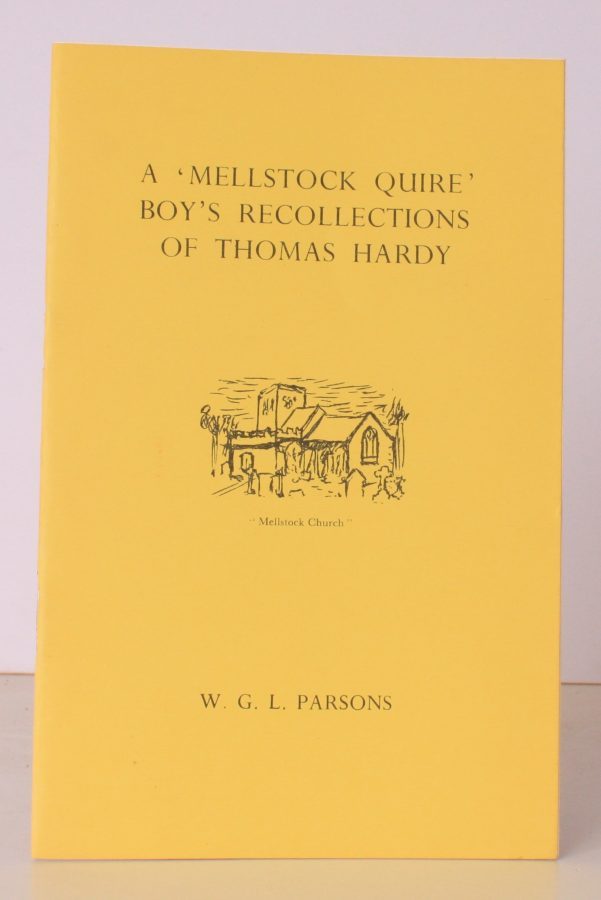 A ‘MELLSTOCK QUIRE’
BOY’S RECOLLECTIONS
OF THOMAS HARDY
“Mellstock Church”
W. G. L. PARSONS